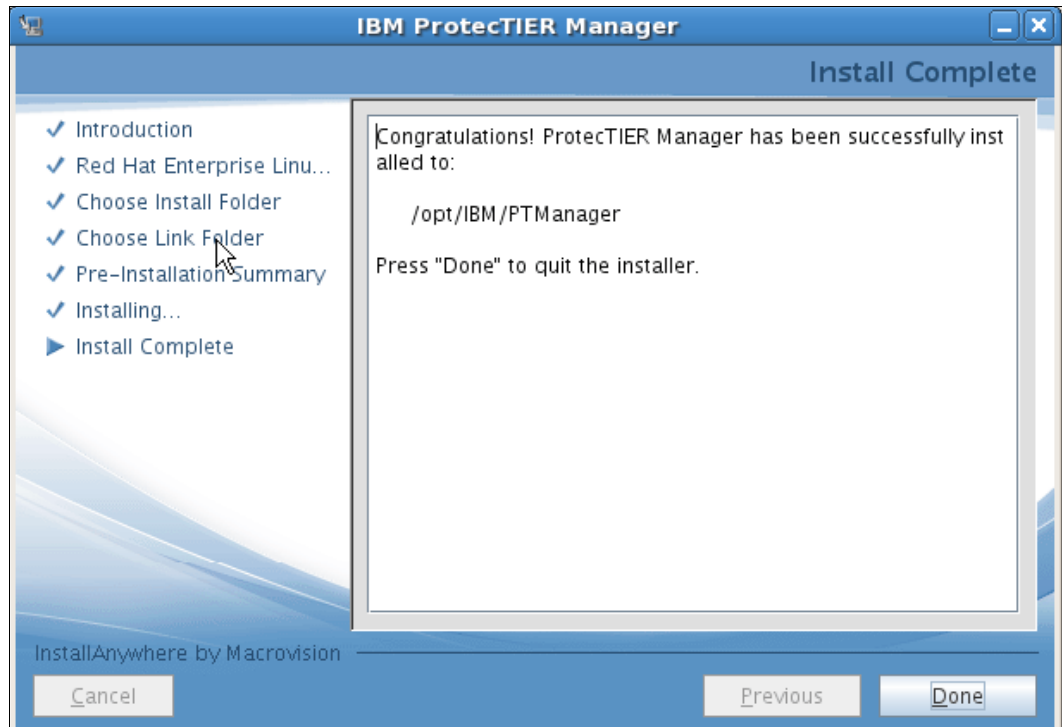 IBM ProtecTIER Manager
Install Complete
Introduction
Red Hat Enterprise Linu...
Choose Install Folder
Choose Link Folder
Pre-Installation Summary
Installing...
Install Complete
Congratulations! ProtecTIER Manager has been successfully inst
alled to:
/opt/IBM/PTManager
Press "Done" to quit the installer.
InstallAnywhere by Macrovision
Cancel
Previous
Done